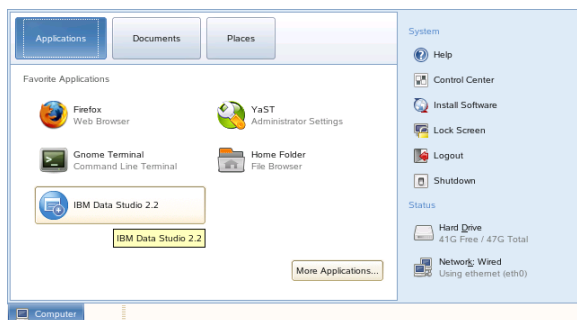 Applications
Documents
Places
Favorite Applications
Firefox
Web Browser
YaST
Administrator Settings
Gnome Terminal
Command Line Terminal
Home Folder
File Browser
IBM Data Studio 2.2
IBM Data Studio 2.2
More Applications...
System
Help
Control Center
Install Software
Lock Screen
Logout
Shutdown
Status
Hard Drive
41G Free / 47G Total
Network: Wired
Using ethernet (eth0)
Computer